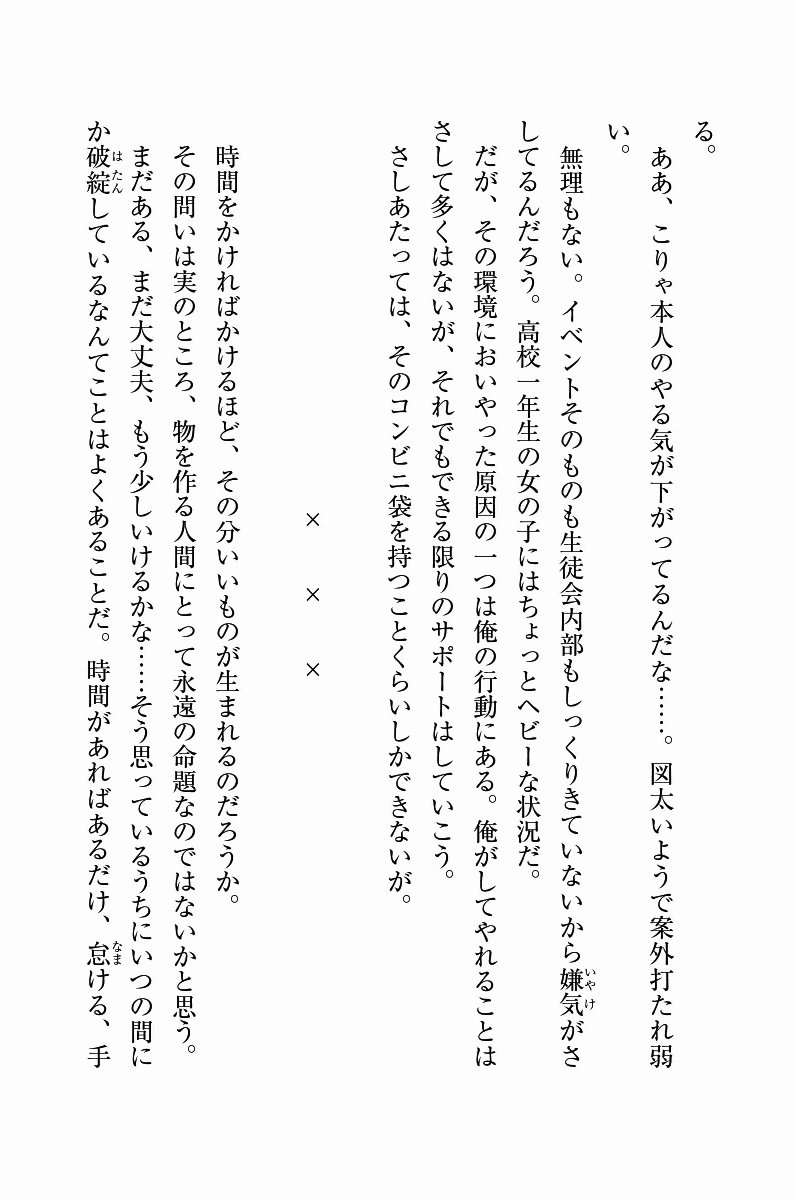 る。
ああ、こりゃ本人のやる気が下がってるんだな……。図太いようで案外打たれ弱
い。
無理もない。イベントそのものも生徒会内部もしっくりきていないから嫌気がさ
してるんだろう。高校一年生の女の子にはちょっとヘビーな状況だ。
だが、その環境においやった原因の一つは俺の行動にある。俺がしてやれることは
さして多くはないが、それでもできる限りのサポートはしていこう。
さしあたっては、そのコンビニ袋を持つことくらいしかできないが。
× × ×
時間をかければかけるほど、その分いいものが生まれるのだろうか。
その問いは実のところ、物を作る人間にとって永遠の命題なのではないかと思う。
まだある、まだ大丈夫、もう少しいけるかな……そう思っているうちにいつの間に
か破綻しているなんてことはよくあることだ。時間があればあるだけ、怠ける、手